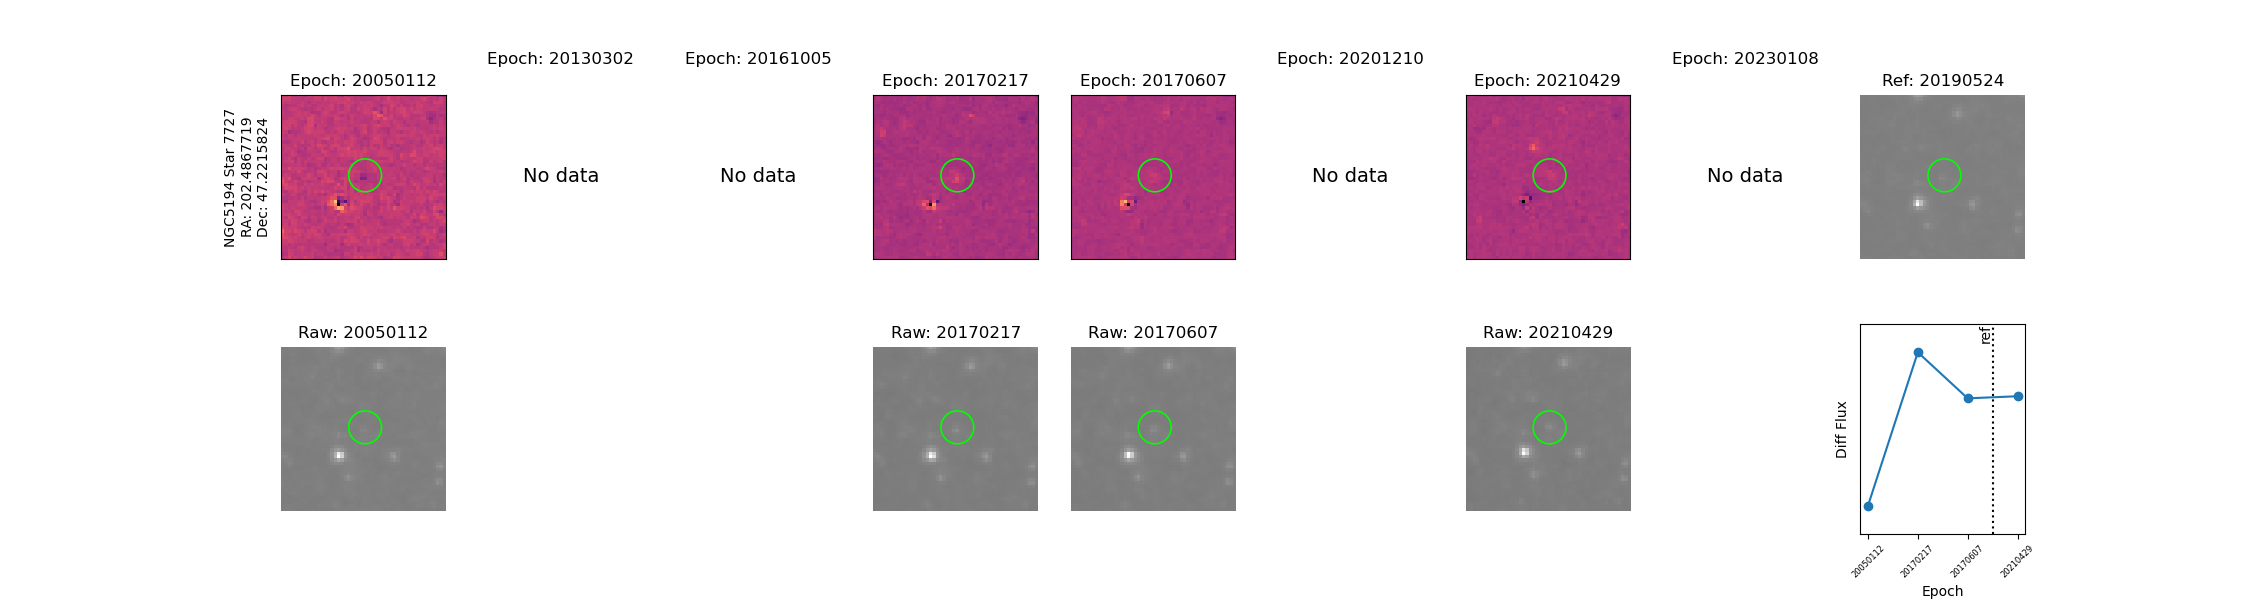 Epoch: 20130302
Epoch: 20161005
Epoch: 20201210
Epoch: 20230108
Epoch: 20050112
Epoch: 20170217
Epoch: 20170607
Epoch: 20210429
Ref: 20190524
NGC5194 Star 7727
RA: 202.4867719
Dec: 47.2215824
No data
No data
No data
No data
Raw: 20050112
Raw: 20170217
Raw: 20170607
Raw: 20210429
ref
Diff Flux
20050112
20170217
20170607
20210429
Epoch